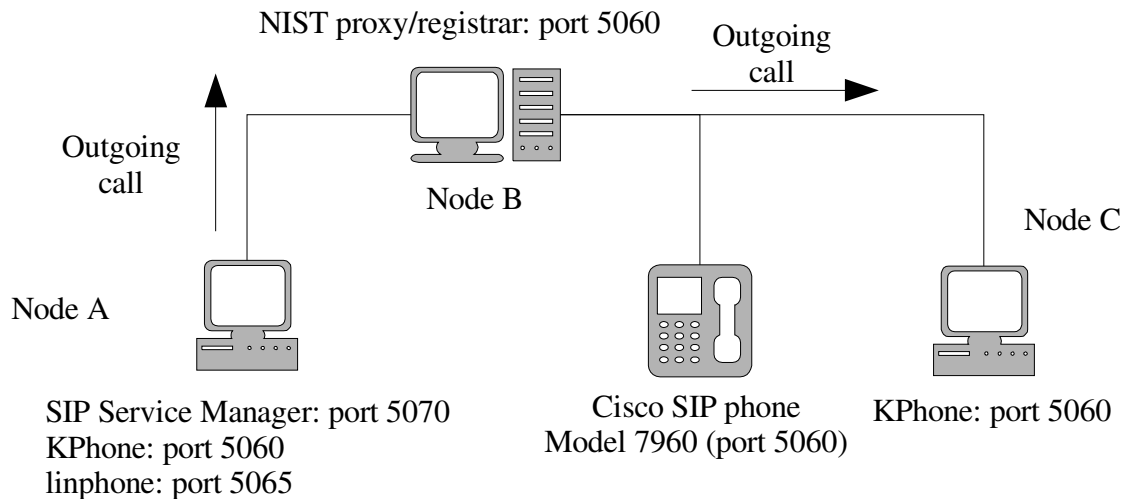 NIST proxy/registrar: port 5060
Outgoing
call
Outgoing
call
Node B
Node C
Node A
SIP Service Manager: port 5070
KPhone: port 5060
linphone: port 5065
Cisco SIP phone
Model 7960 (port 5060)
KPhone: port 5060